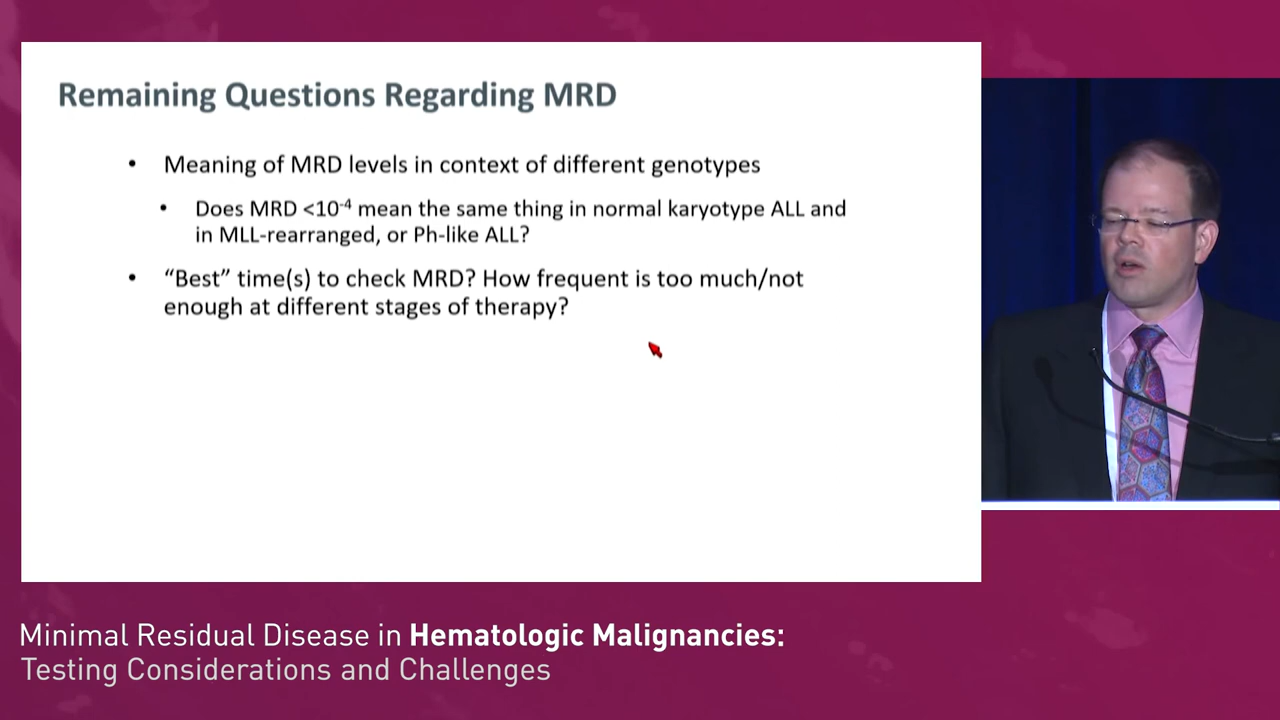 Remaining Questions Regarding MRD
• Meaning of MRD levels in context of different genotypes
• Does MRD <10⁻⁴ mean the same thing in normal karyotype ALL and
in MLL-rearranged, or Ph-like ALL?
• “Best” time(s) to check MRD? How frequent is too much/not
enough at different stages of therapy?
Minimal Residual Disease in Hematologic Malignancies:
Testing Considerations and Challenges